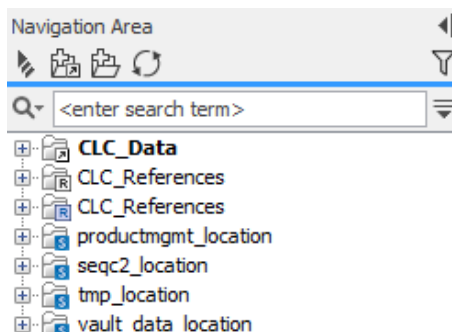 Navigation Area
<enter search term>
CLC_Data
CLC_References
CLC_References
productmgmt_location
seqc2_location
tmp_location
vault_data_location